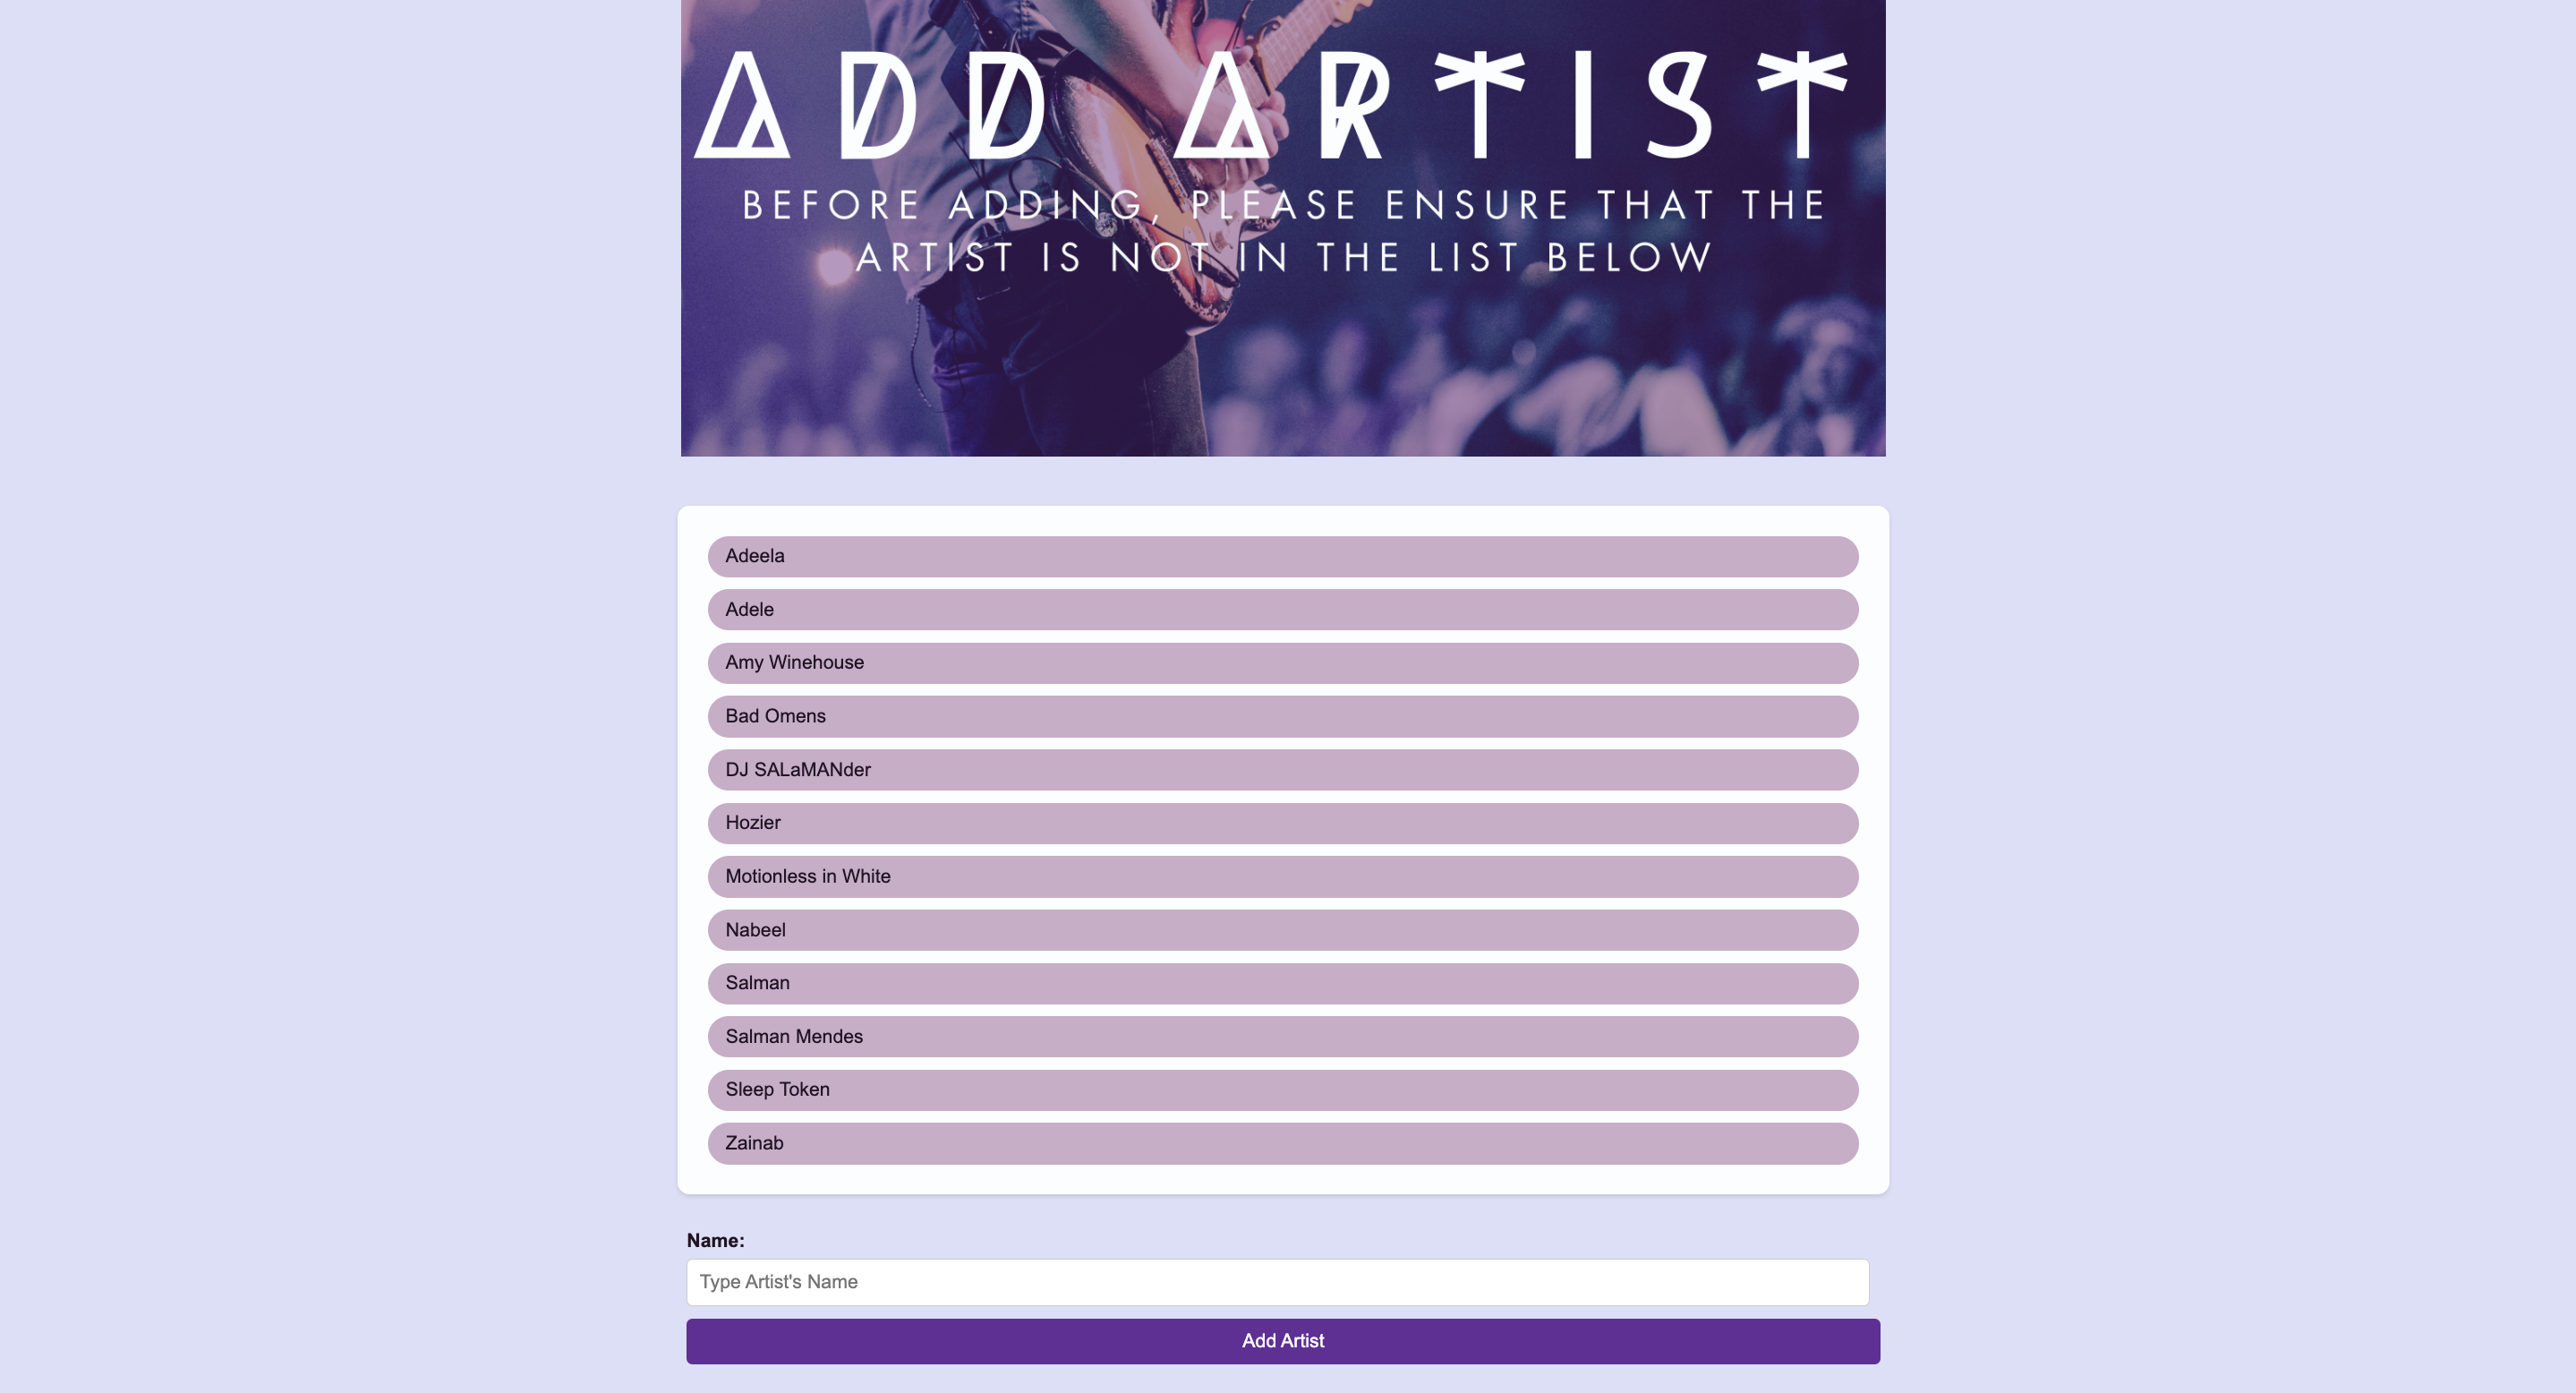 ADD ARTIST
BEFORE ADDING, PLEASE ENSURE THAT THE
ARTIST IS NOT IN THE LIST BELOW
Adeela
Adele
Amy Winehouse
Bad Omens
DJ SALaMANder
Hozier
Motionless in White
Nabeel
Salman
Salman Mendes
Sleep Token
Zainab
Name:
Type Artist's Name
Add Artist